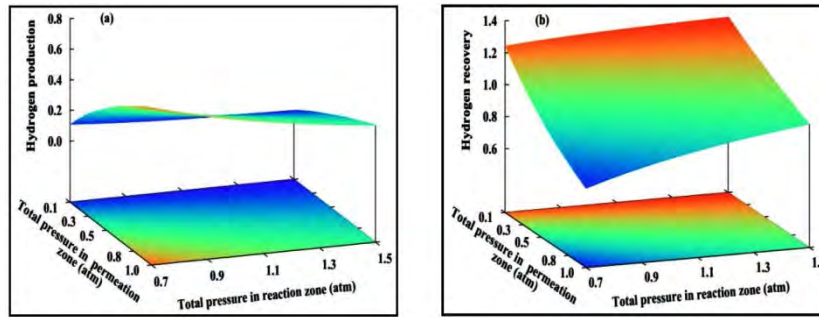 (a)
Hydrogen production
0.8
0.6
0.4
0.2
0.0
0.1
0.3
0.5
0.8
1.0
Total pressure in permeation
zone (atm)
0.7
0.9
1.1
1.3
1.5
Total pressure in reaction zone (atm)
(b)
Hydrogen recovery
1.4
1.2
1.0
0.8
0.6
0.1
0.3
0.5
0.8
1.0
Total pressure in permeation
zone (atm)
0.7
0.9
1.1
1.3
Total pressure in reaction zone (atm)